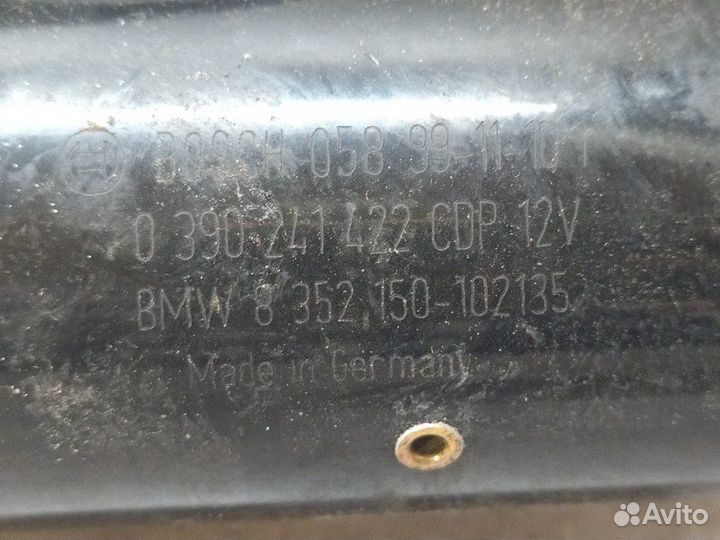 BOSCH 058 99-11-10 1
0 390 241 422 CDP 12V
BMW 8 352 150-102135
Made in Germany
Avito